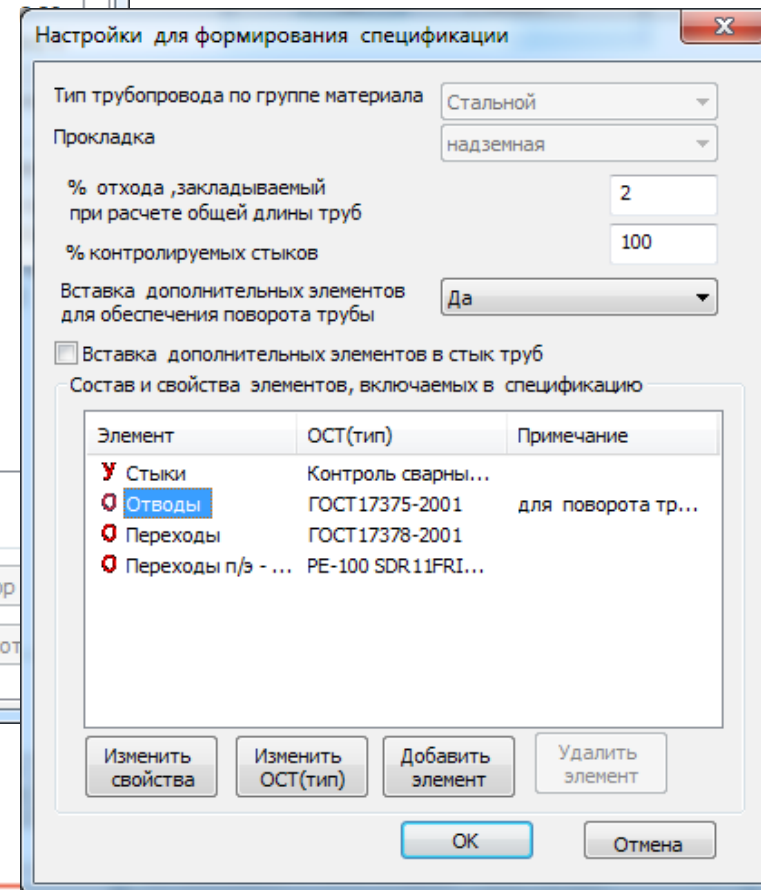 Настройки для формирования спецификации
Тип трубопровода по группе материала
Стальной
Прокладка
надземная
% отхода ,закладываемый
при расчете общей длины труб
2
% контролируемых стыков
100
Вставка дополнительных элементов
для обеспечения поворота трубы
Да
Вставка дополнительных элементов в стык труб
Состав и свойства элементов, включаемых в спецификацию
Элемент ОСТ(тип) Примечание
У Стыки Контроль сварны...
О Отводы ГОСТ17375-2001 для поворота тр...
О Переходы ГОСТ17378-2001
О Переходы п/э - ... PE-100 SDR11FRI...
Изменить
свойства
Изменить
ОСТ(тип)
Добавить
элемент
Удалить
элемент
ОК
Отмена